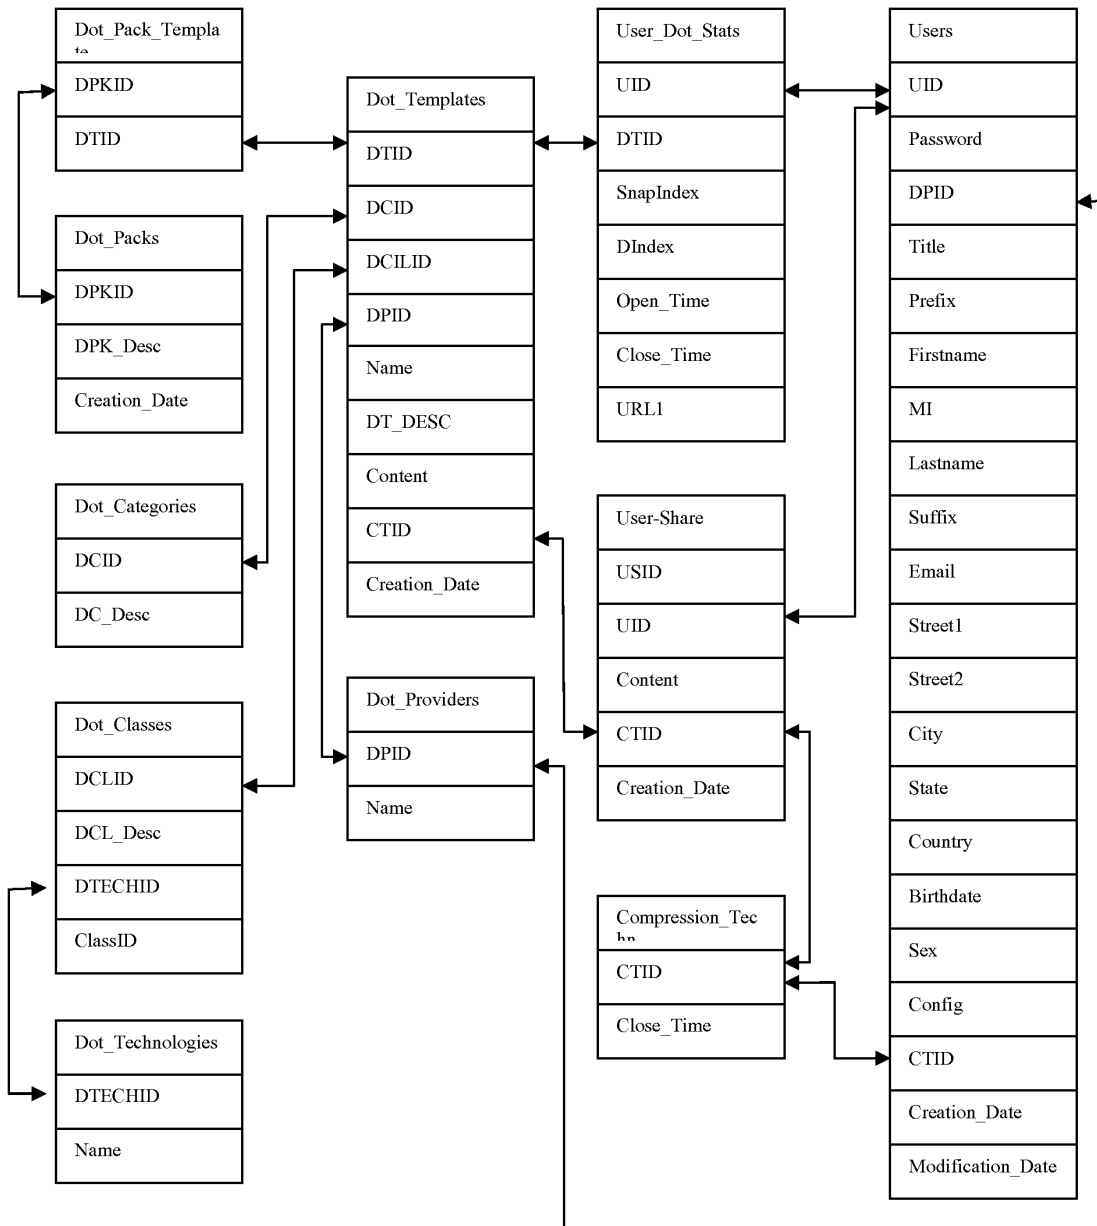 Dot_Pack_Templa
DPKID
DTID
Dot_Packs
DPKID
DPK_Desc
Creation_Date
Dot_Categories
DCID
DC_Desc
Dot_Classes
DCLID
DCL_Desc
DTECHID
ClassID
Dot_Technologies
DTECHID
Name
Dot_Templates
DTID
DCID
DCILID
DPID
Name
DT_DESC
Content
CTID
Creation_Date
Dot_Providers
DPID
Name
User_Dot_Stats
UID
DTID
SnapIndex
DIndex
Open_Time
Close_Time
URL1
User-Share
USID
UID
Content
CTID
Creation_Date
Compression_Tec
hn
CTID
Close_Time
Users
UID
Password
DPID
Title
Prefix
Firstname
MI
Lastname
Suffix
Email
Street1
Street2
City
State
Country
Birthdate
Sex
Config
CTID
Creation_Date
Modification_Date